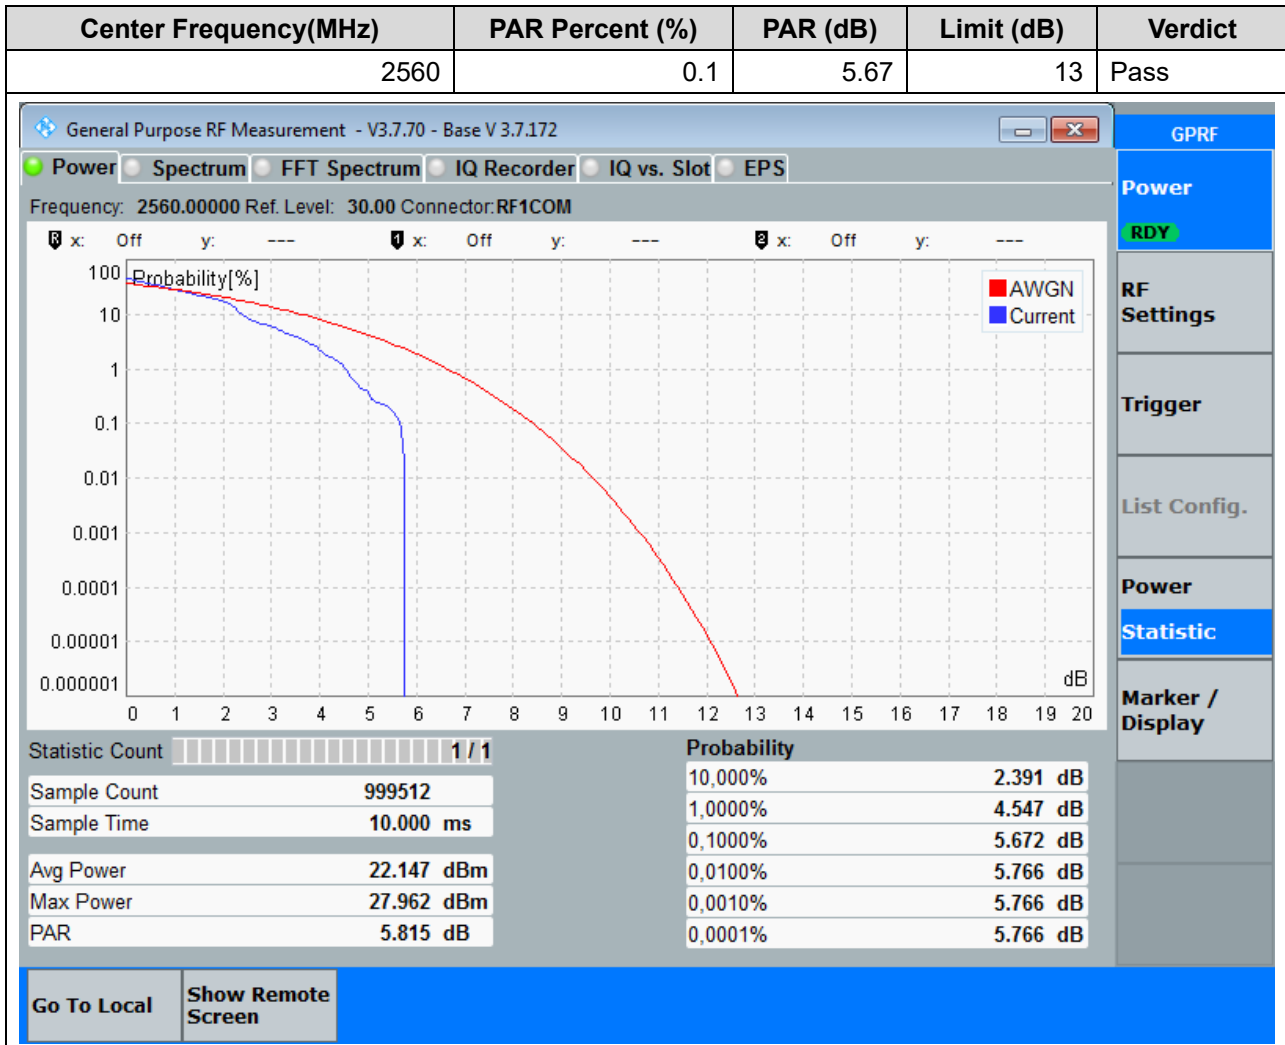 Center Frequency(MHz) PAR Percent (%) PAR (dB) Limit (dB) Verdict
2560 0.1 5.67 13 Pass
General Purpose RF Measurement - V3.7.70 - Base V 3.7.172
GPRF
Power Spectrum FFT Spectrum IQ Recorder IQ vs. Slot EPS
Power
RDY
Frequency: 2560.00000 Ref. Level: 30.00 Connector:RF1COM
R x: Off y: --- 1 x: Off y: --- 2 x: Off y: ---
Probability[%]
AWGN
Current
100
10
1
0.1
0.01
0.001
0.0001
0.00001
0.000001
dB
0 1 2 3 4 5 6 7 8 9 10 11 12 13 14 15 16 17 18 19 20
RF
Settings
Trigger
List Config.
Power
Statistic
Marker /
Display
Statistic Count 1 / 1
Sample Count 999512
Sample Time 10.000 ms
Avg Power 22.147 dBm
Max Power 27.962 dBm
PAR 5.815 dB
Probability
10,000% 2.391 dB
1,0000% 4.547 dB
0,1000% 5.672 dB
0,0100% 5.766 dB
0,0010% 5.766 dB
0,0001% 5.766 dB
Go To Local
Show Remote
Screen